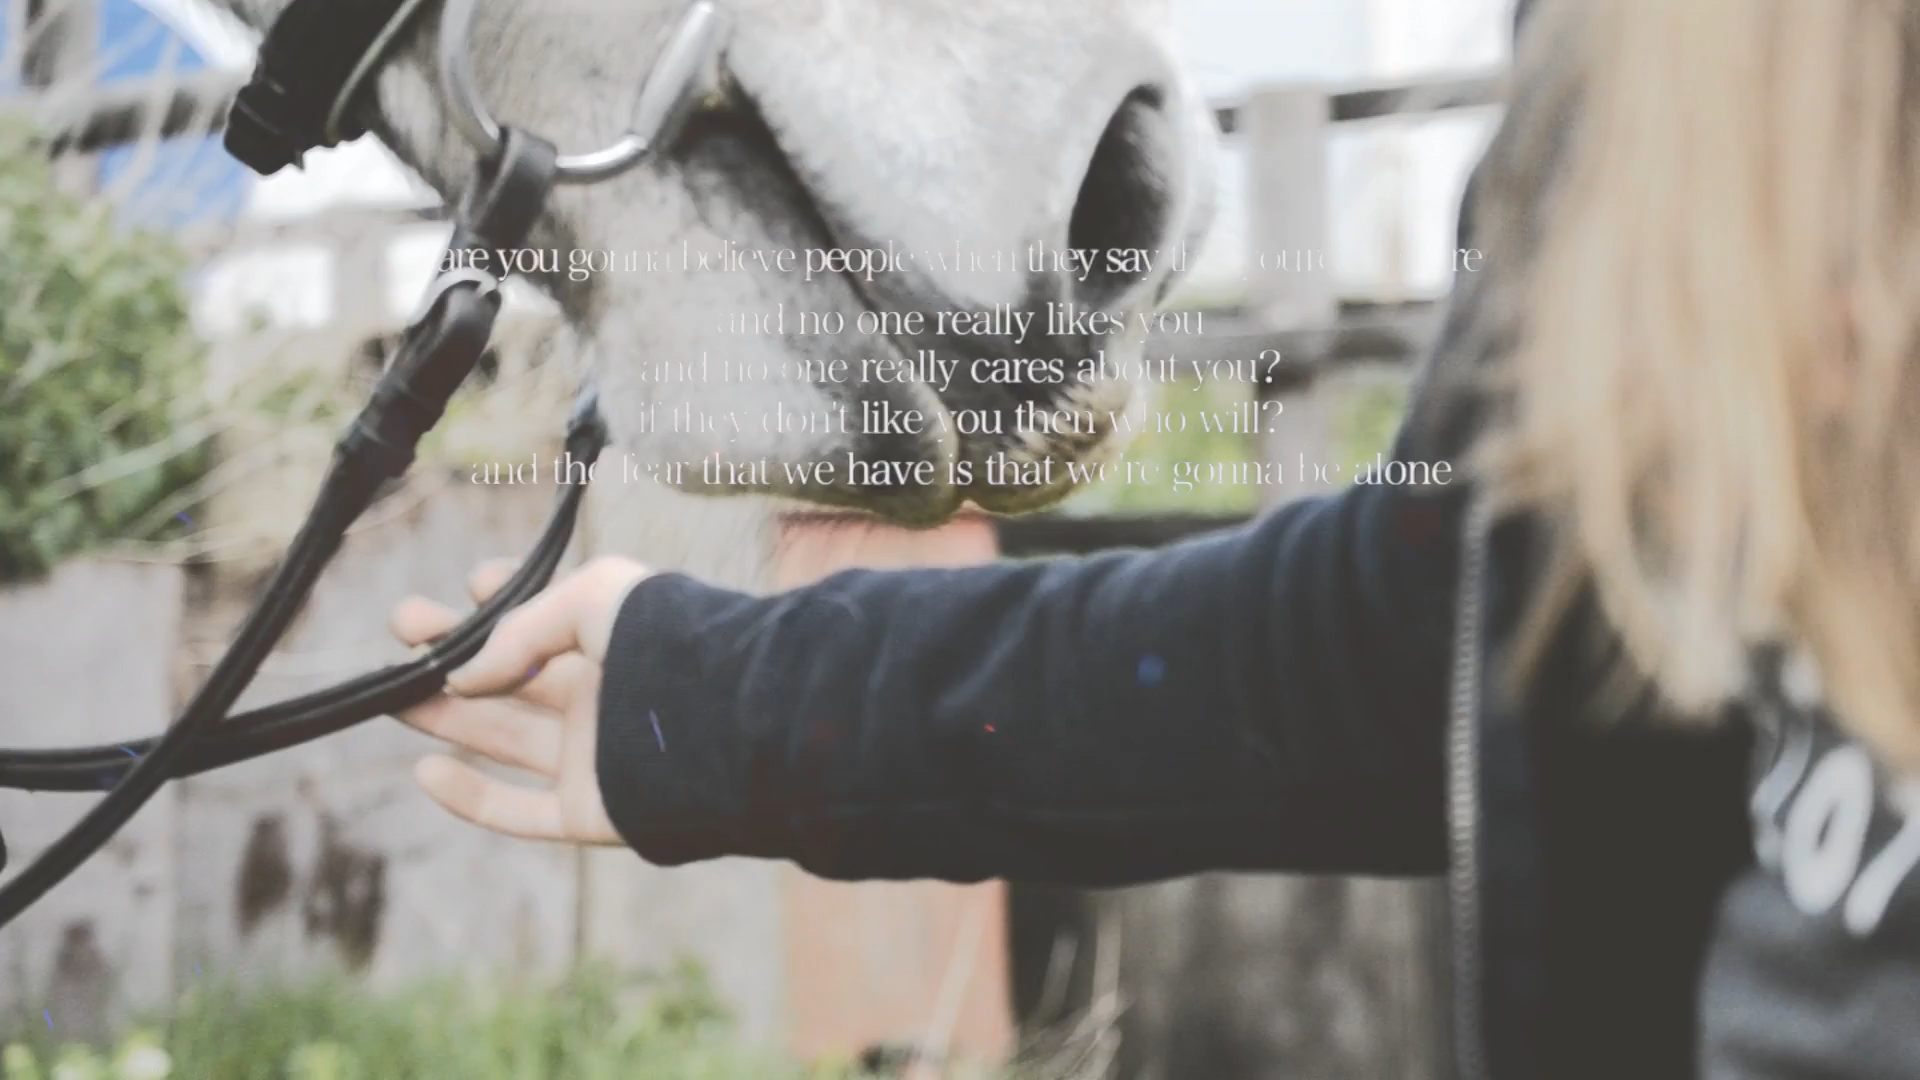 are you gonna believe people when they say that youre
and no one really likes you
and no one really cares about you?
if they don't like you then who will?
and the fear that we have is that we're gonna be alone